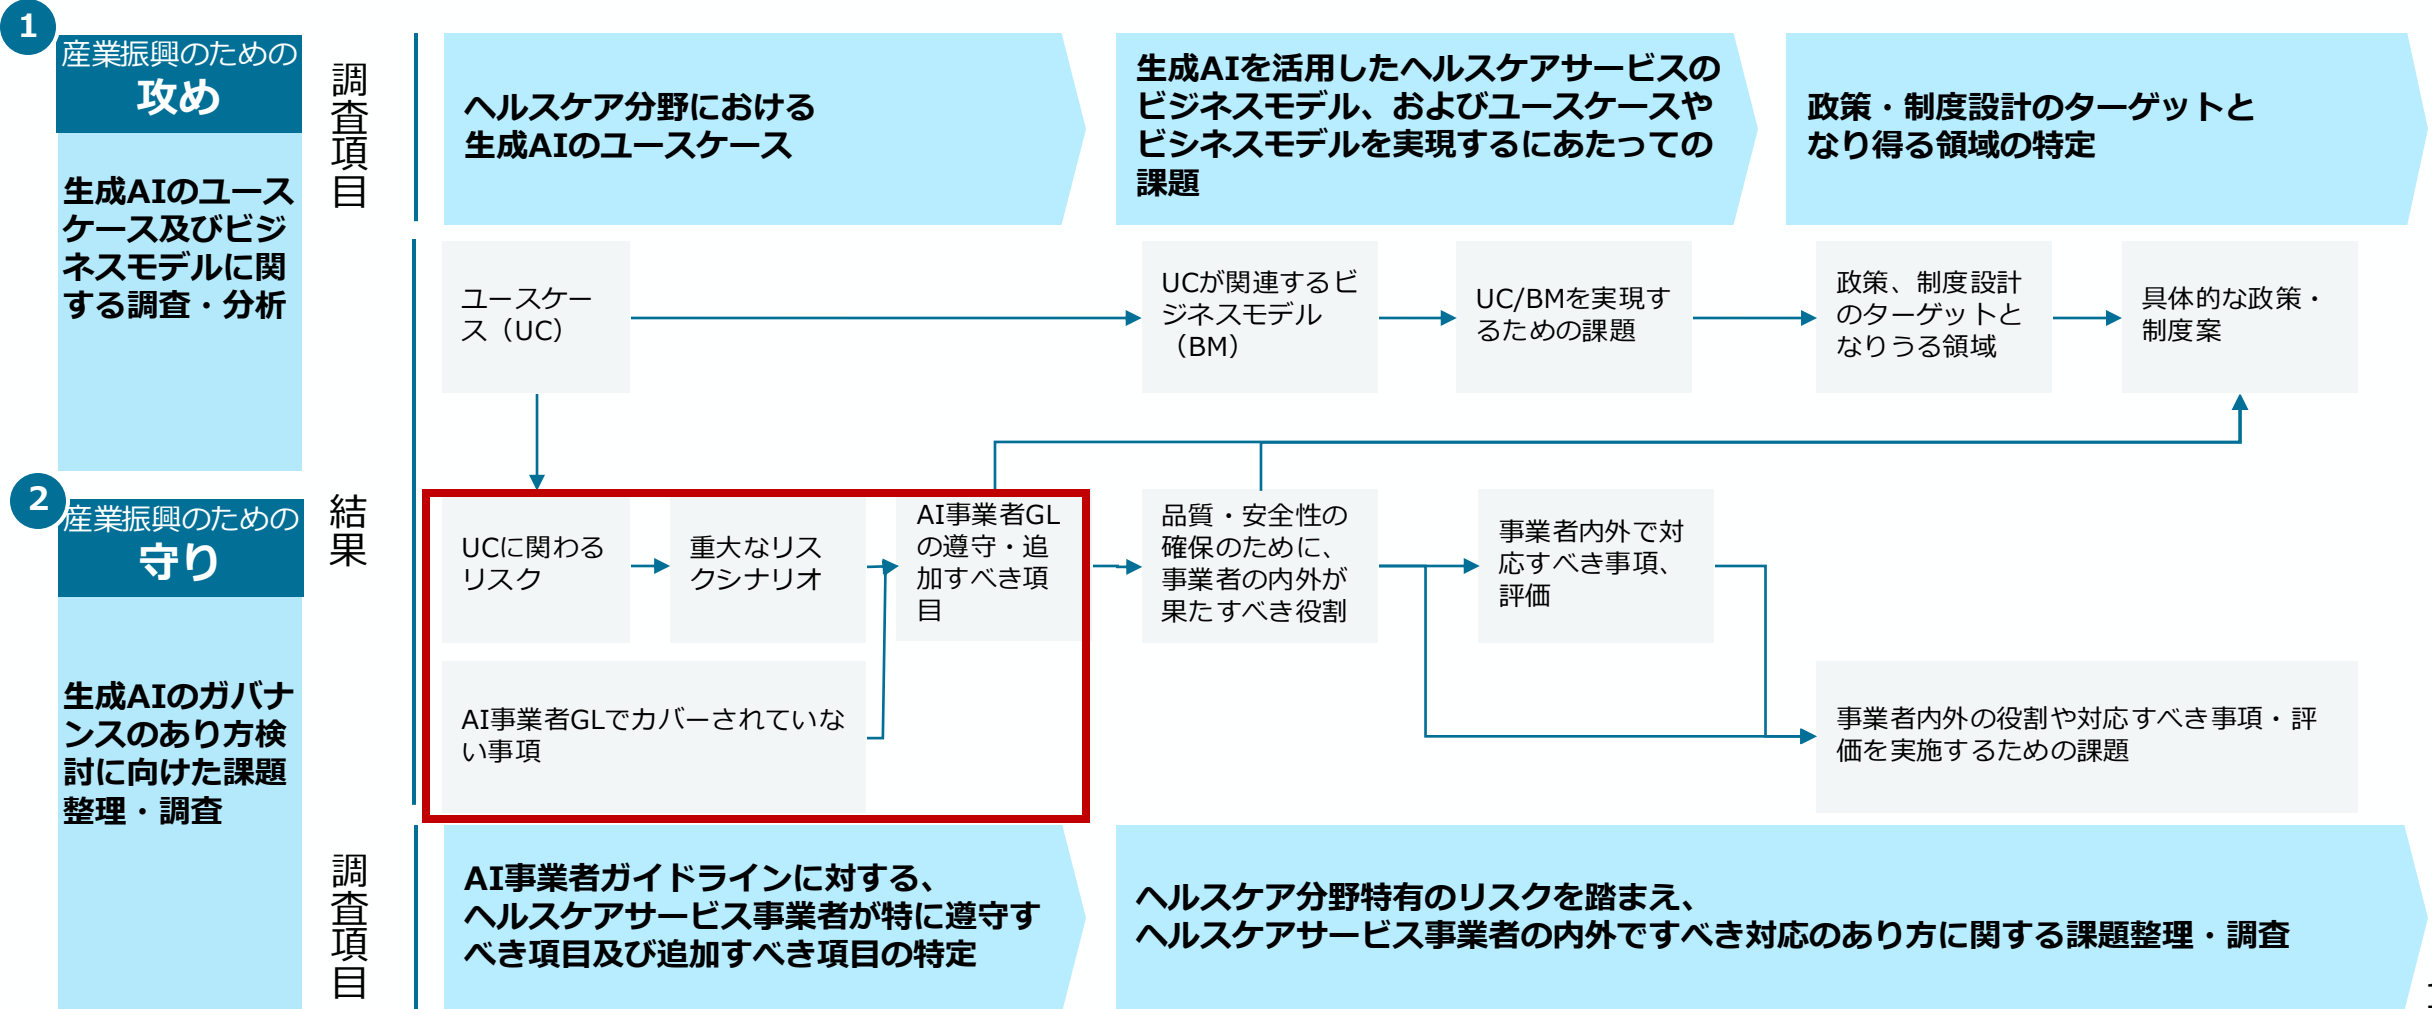 1
産業振興のための
攻め
生成AIのユース
ケース及びビジ
ネスモデルに関
する調査・分析
調査項目
ヘルスケア分野における
生成AIのユースケース
生成AIを活用したヘルスケアサービスの
ビジネスモデル、およびユースケースや
ビシネスモデルを実現するにあたっての
課題
政策・制度設計のターゲットと
なり得る領域の特定
結果
ユースケー
ス（UC）
UCが関連するビ
ジネスモデル
（BM）
UC/BMを実現す
るための課題
政策、制度設計
のターゲットと
なりうる領域
具体的な政策・
制度案
2
産業振興のための
守り
生成AIのガバナ
ンスのあり方検
討に向けた課題
整理・調査
UCに関わる
リスク
重大なリス
クシナリオ
AI事業者GL
の遵守・追
加すべき項
目
品質・安全性の
確保のために、
事業者の内外が
果たすべき役割
事業者内外で対
応すべき事項、
評価
AI事業者GLでカバーされていな
い事項
事業者内外の役割や対応すべき事項・評
価を実施するための課題
調査項目
AI事業者ガイドラインに対する、
ヘルスケアサービス事業者が特に遵守す
べき項目及び追加すべき項目の特定
ヘルスケア分野特有のリスクを踏まえ、
ヘルスケアサービス事業者の内外ですべき対応のあり方に関する課題整理・調査